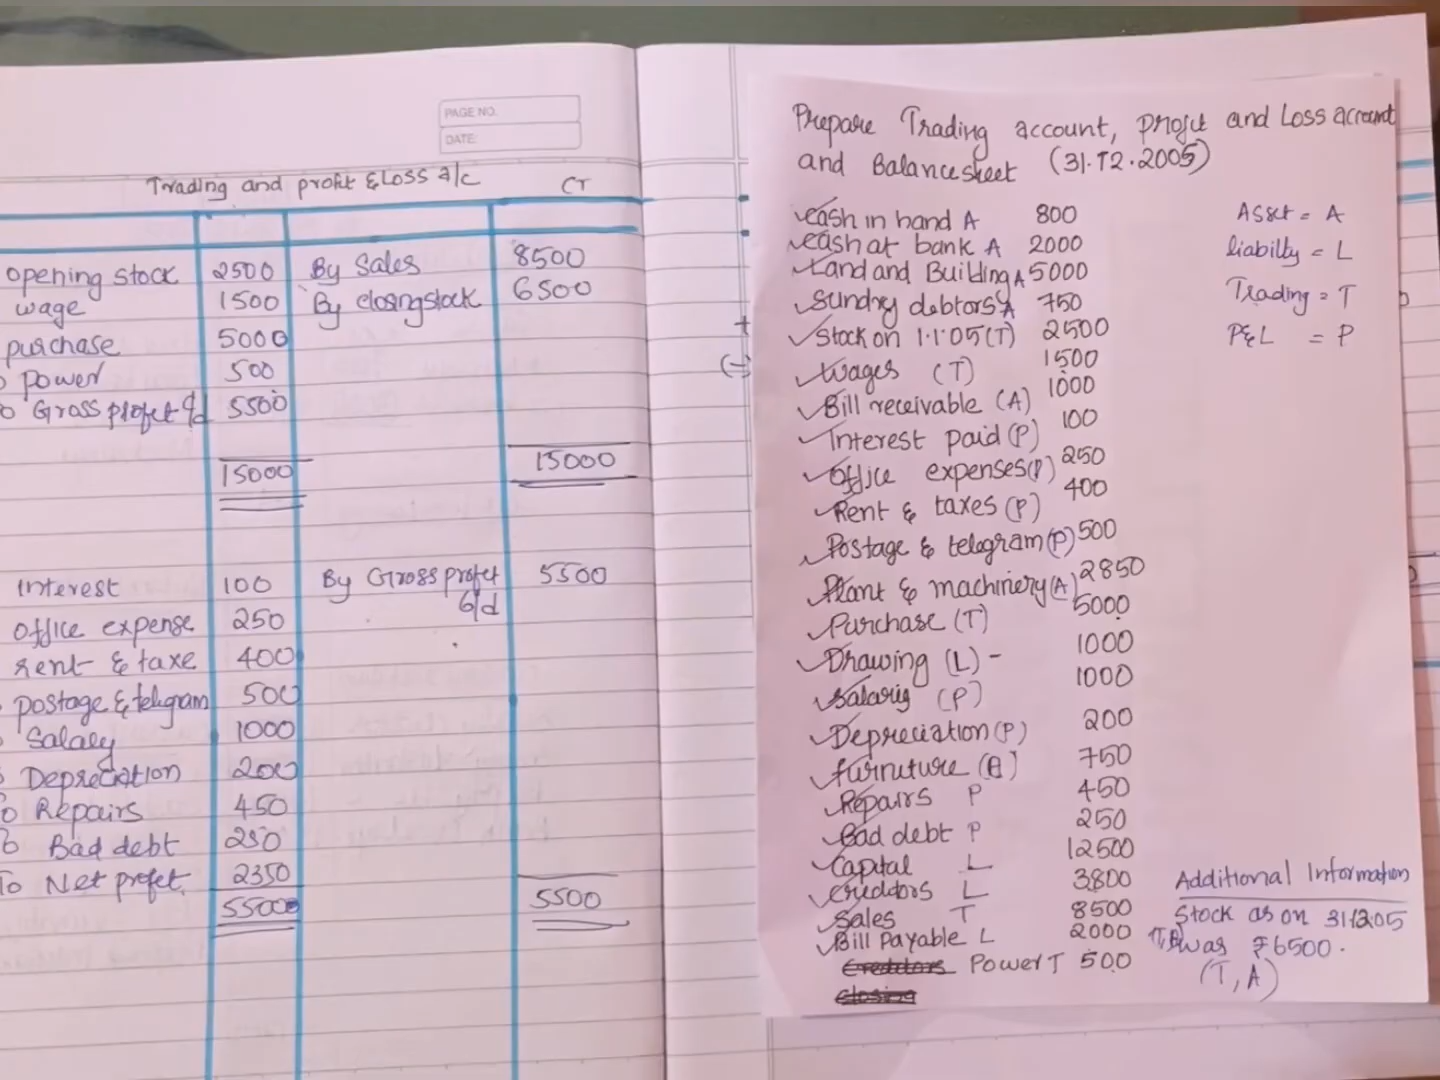 PAGE NO.
DATE:
Trading and profit & Loss a/c Cr
opening stock 2500 By Sales 8500
wage 1500 By closingstock 6500
purchase 5000
o power 500
o Gross profet c/d 5500
15000 15000
Interest 100 By Gross profet 5500
b/d
office expense 250
rent & taxe 400
postage & teligram 500
Salary 1000
Depreciation 200
o Repairs 450
o Bad debt 250
To Net profet 2350
5500 5500
+
(-)
Prepare Trading account, profit and Loss account
and Balancesheet (31.12.2005)
Cash in hand A 800
Cash at bank A 2000
Land and Building A 5000
Sundry debtors A 750
Stock on 1.1.05 (T) 2500
Wages (T) 1500
Bill receivable (A) 1000
Interest paid (P) 100
Office expenses (P) 250
Rent & taxes (P) 400
Postage & telegram (P) 500
Plant & machinery (A) 2850
Purchase (T) 5000
Drawing (L) - 1000
Salaries (P) 1000
Depreciation (P) 200
furniture (A) 750
Repairs P 450
Bad debt P 250
Capital L 12500
Creditors L 3800
Sales T 8500
Bill Payable L 2000
Creditors Power T 500
Closing
Asset = A
liabilty = L
Trading = T
P&L = P
Additional Information
Stock as on 31.12.05
was ₹6500.
(T, A)